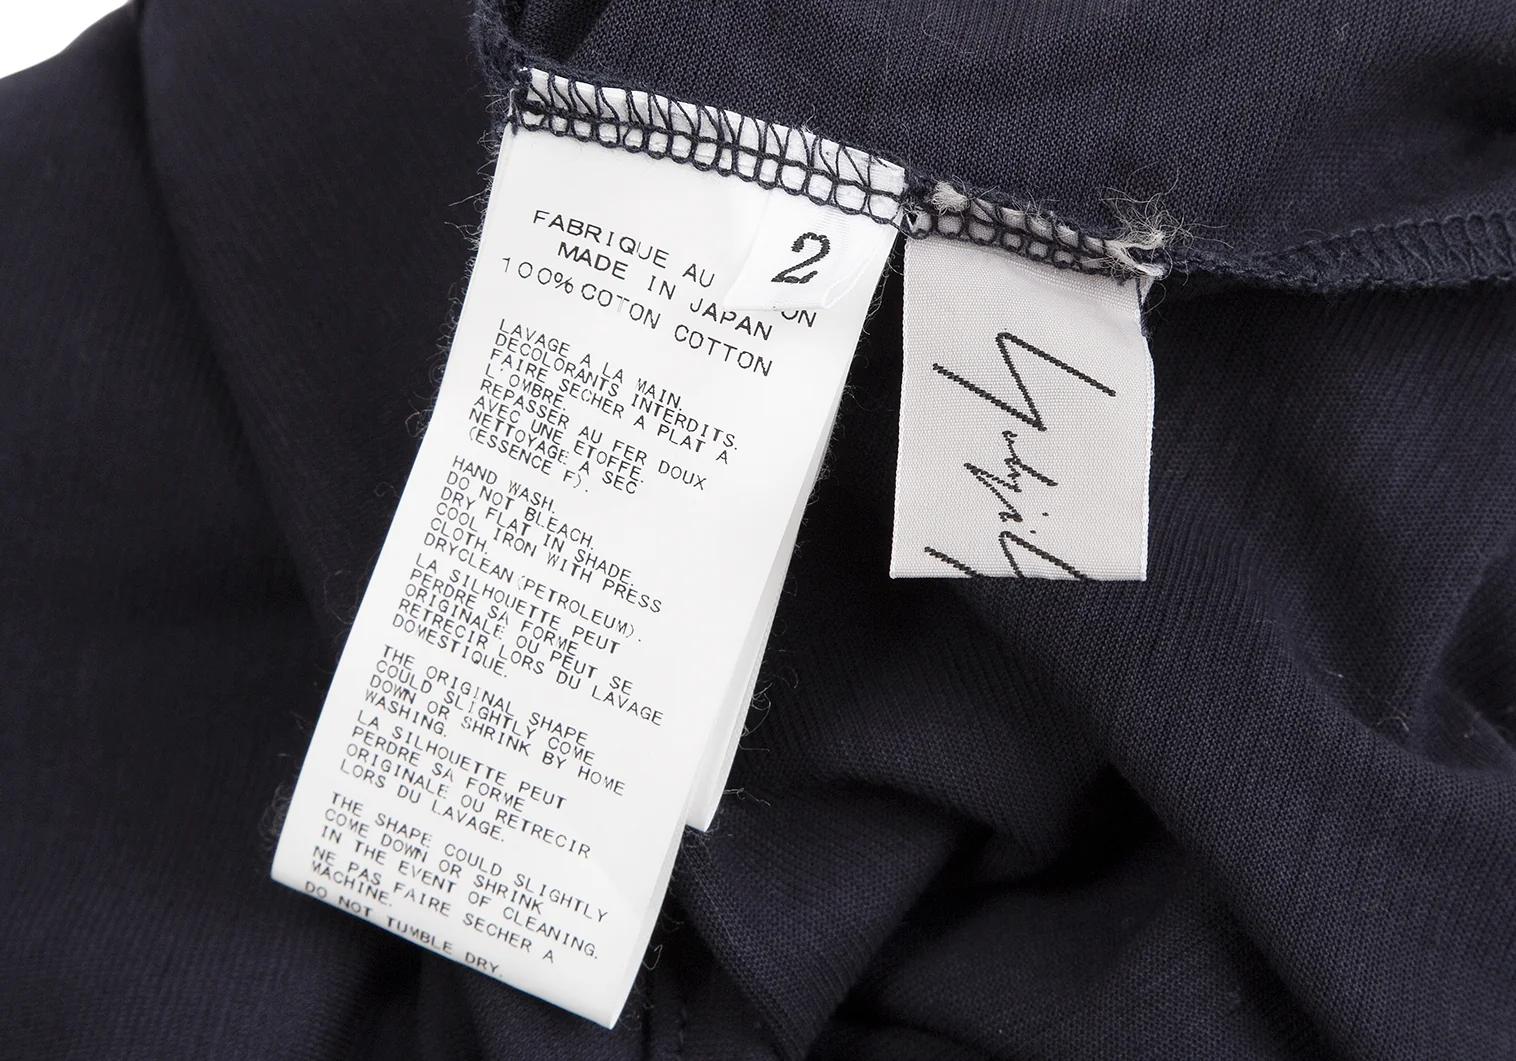 2
FABRIQUE AU
MADE IN JAPAN
100% COTON COTTON
LAVAGE A LA MAIN.
DECOLORANTS INTERDITS.
FAIRE SECHER A PLAT A
L'OMBRE.
REPASSER AU FER DOUX
AVEC UNE ETOFFE.
NETTOYAGE A SEC
(ESSENCE F).
HAND WASH.
DO NOT BLEACH.
DRY FLAT IN SHADE.
COOL IRON WITH PRESS
CLOTH.
DRYCLEAN(PETROLEUM).
LA SILHOUETTE PEUT
PERDRE SA FORME
ORIGINALE OU PEUT SE
RETRECIR LORS DU LAVAGE
DOMESTIQUE.
THE ORIGINAL SHAPE
COULD SLIGHTLY COME
DOWN OR SHRINK BY HOME
WASHING.
LA SILHOUETTE PEUT
PERDRE SA FORME
ORIGINALE OU RETRECIR
LORS DU LAVAGE.
THE SHAPE COULD SLIGHTLY
COME DOWN OR SHRINK
IN THE EVENT OF CLEANING.
NE PAS FAIRE SECHER A
MACHINE.
DO NOT TUMBLE DRY.